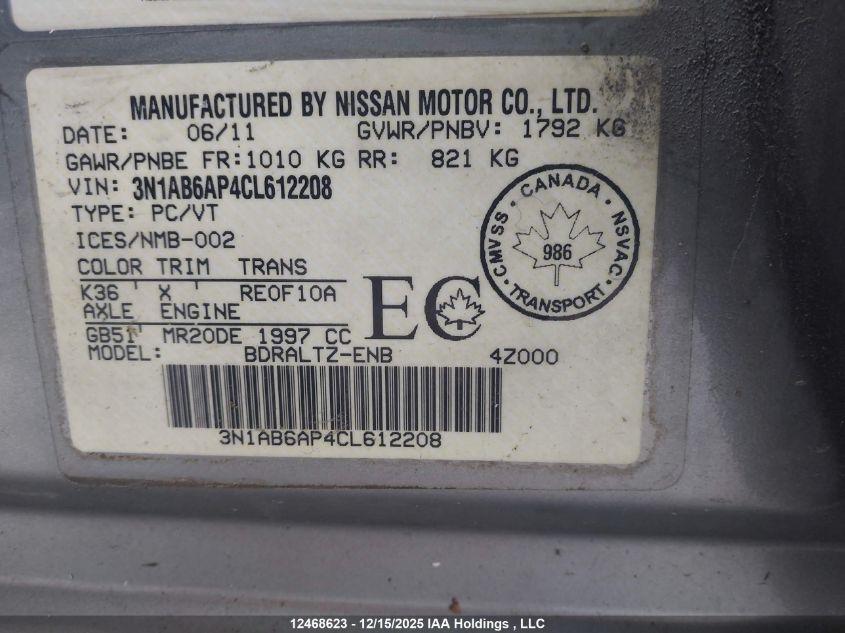 MANUFACTURED BY NISSAN MOTOR CO., LTD.
DATE: 06/11 GVWR/PNBV: 1792 KG
GAWR/PNBE FR: 1010 KG RR: 821 KG
VIN: 3N1AB6AP4CL612208
TYPE: PC/VT
ICES/NMB-002
COLOR TRIM TRANS
K36 ' X ' RE0F10A
AXLE ENGINE
GB51' MR20DE 1997 CC
MODEL: BDRALTZ-ENB 4Z000
3N1AB6AP4CL612208
EC
CANADA · NSVAC · TRANSPORT · CMVSS ·
986
12468623 - 12/15/2025 IAA Holdings , LLC